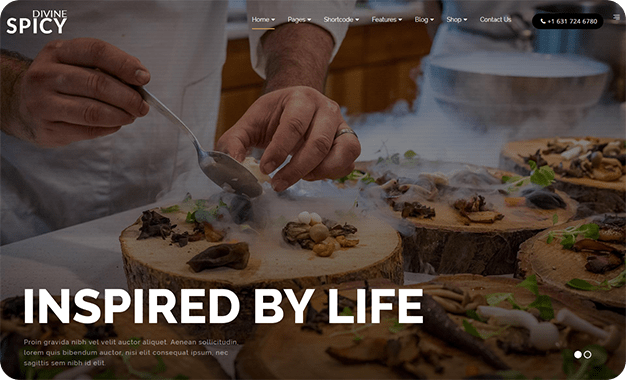 DIVINE
SPICY
Home Pages Shortcode Features Blog Shop Contact Us +1 631 724 6780
INSPIRED BY LIFE
Proin gravida nibh vel velit auctor aliquet. Aenean sollicitudin,
lorem quis bibendum auctor, nisi elit consequat ipsum, nec
sagittis sem nibh id elit.